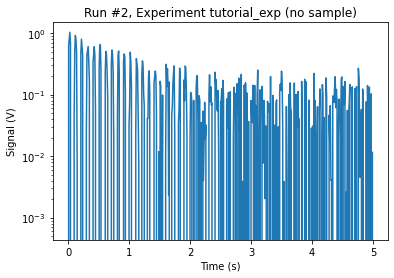 Run #2, Experiment tutorial_exp (no sample)
Signal (V)
10⁰
10⁻¹
10⁻²
10⁻³
0 1 2 3 4 5
Time (s)